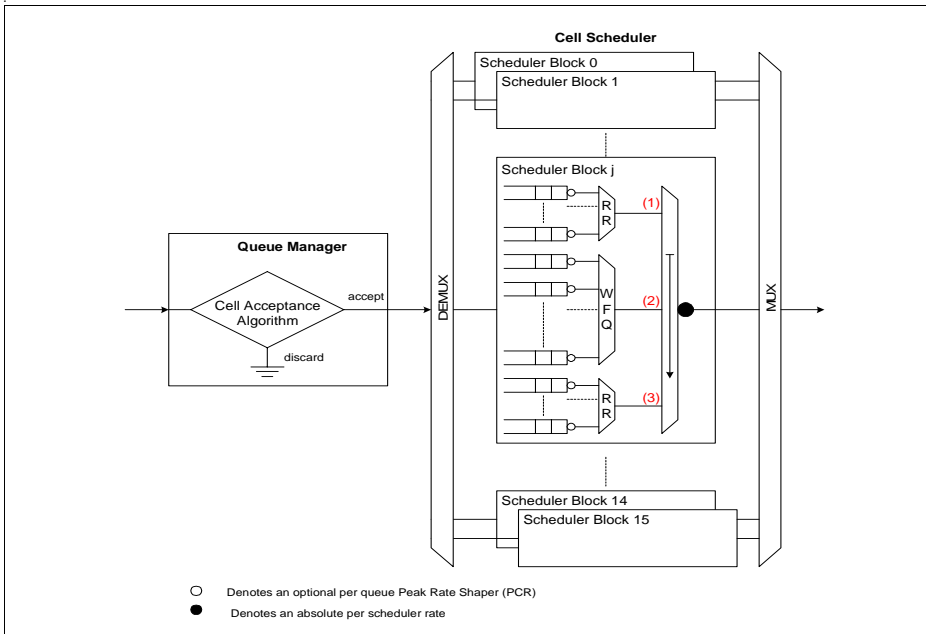 Cell Scheduler
Scheduler Block 0
Scheduler Block 1
Scheduler Block j
R
R
(1)
Queue Manager
accept
Cell Acceptance
Algorithm
discard
DEMUX
W
F
Q
(2)
MUX
R
R
(3)
Scheduler Block 14
Scheduler Block 15
Denotes an optional per queue Peak Rate Shaper (PCR)
Denotes an absolute per scheduler rate